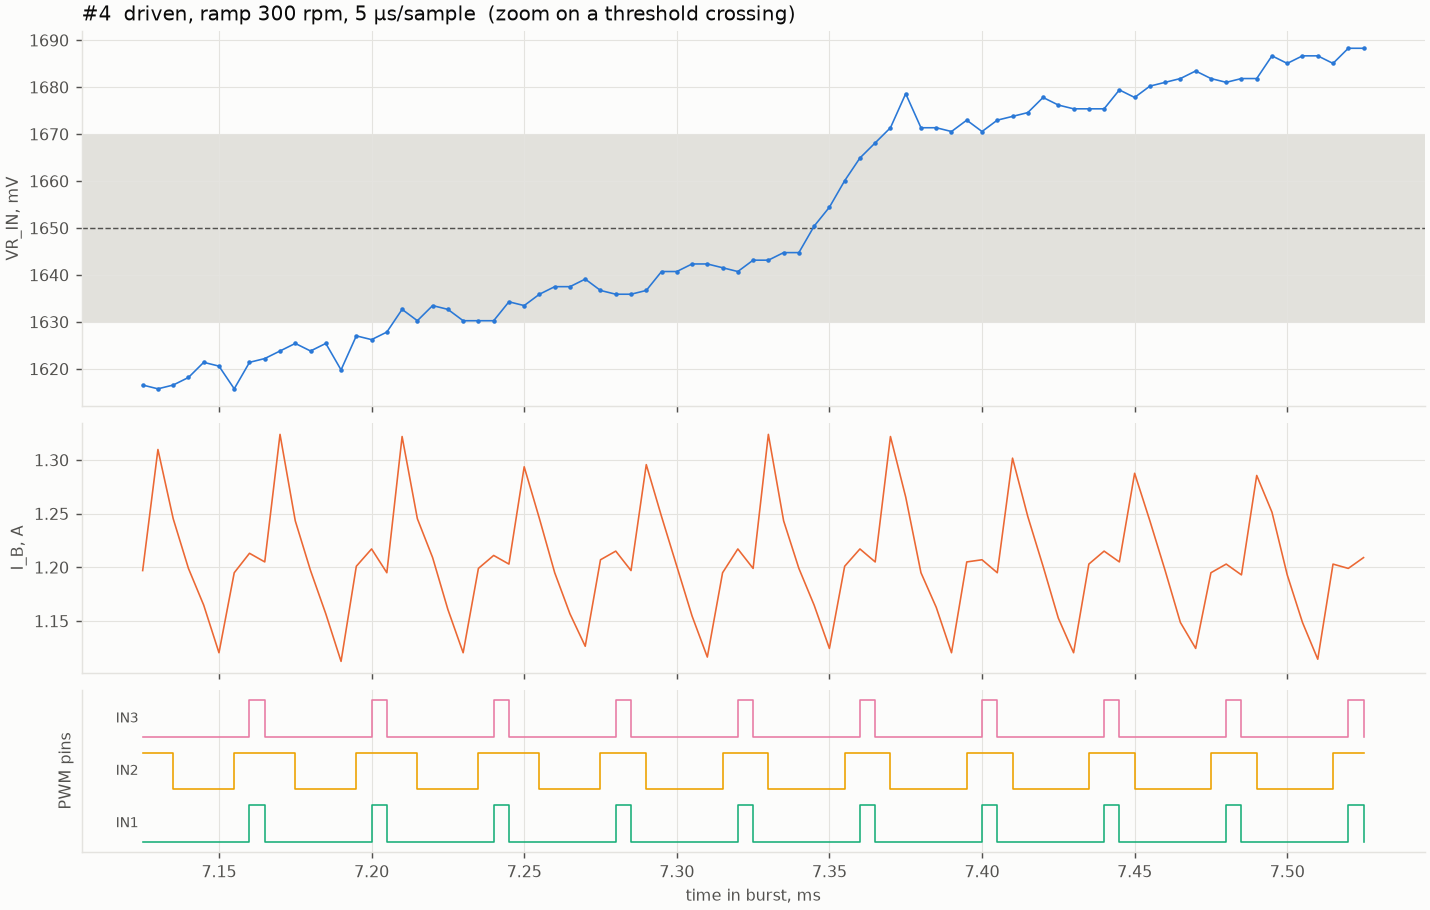 #4  driven, ramp 300 rpm, 5 µs/sample  (zoom on a threshold crossing)
1690
1680
1670
1660
1650
1640
1630
1620
VR_IN, mV
1.30
1.25
1.20
1.15
I_B, A
IN3
IN2
IN1
PWM pins
7.15 7.20 7.25 7.30 7.35 7.40 7.45 7.50
time in burst, ms